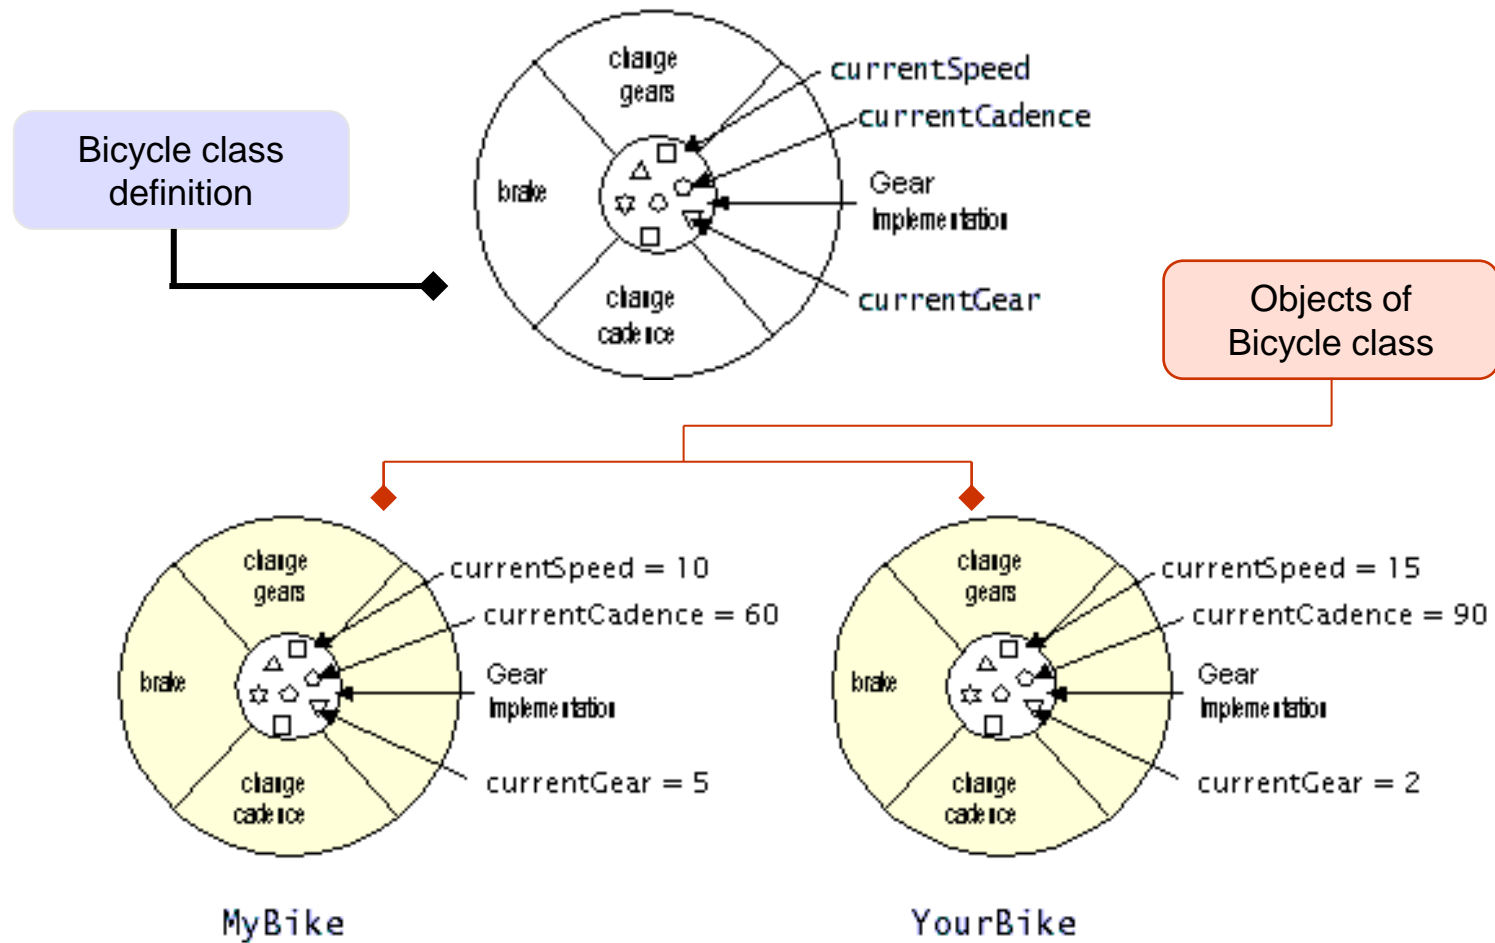 change
gears
currentSpeed
currentCadence
Bicycle class
definition
brake
Gear
Implementation
change
cadence
currentGear
Objects of
Bicycle class
change
gears
currentSpeed = 10
currentCadence = 60
brake
Gear
Implementation
change
cadence
currentGear = 5
MyBike
change
gears
currentSpeed = 15
currentCadence = 90
brake
Gear
Implementation
change
cadence
currentGear = 2
YourBike